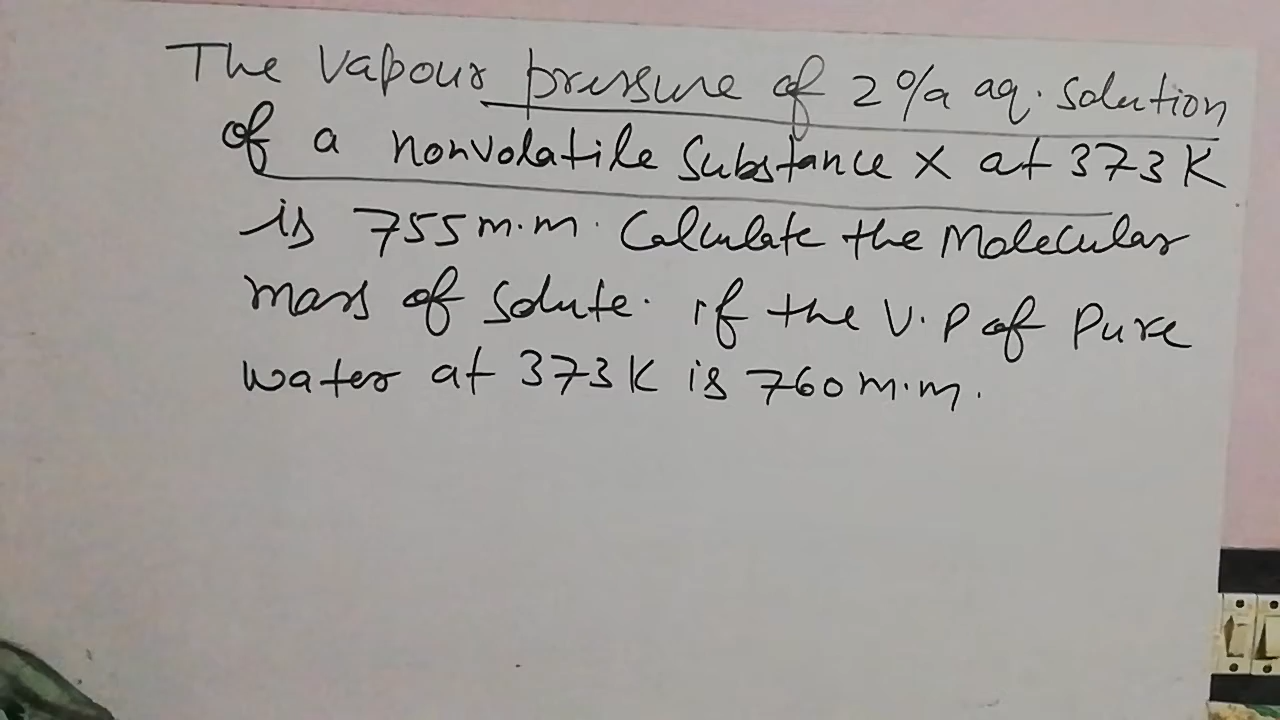 The Vapour pressure of 2% aq. solution
of a nonvolatile substance X at 373 K
is 755 m.m. Calculate the Molecular
mass of solute. if the V.P of Pure
water at 373 K is 760 m.m.